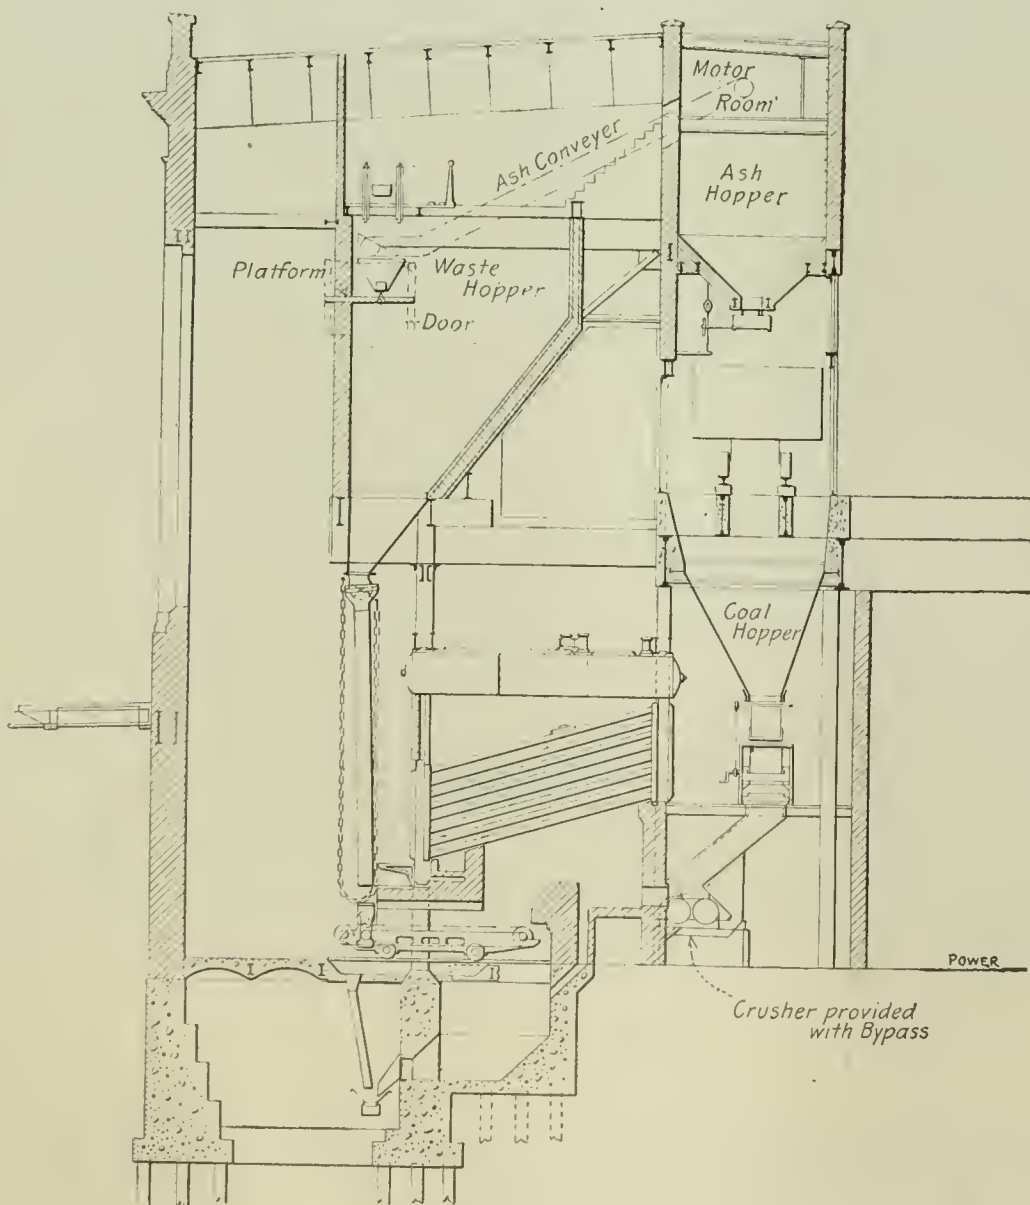 Motor
Room
Ash Conveyer
Ash
Hopper
Platform
Waste
Hopper
Door
Coal
Hopper
POWER
Crusher provided
with Bypass